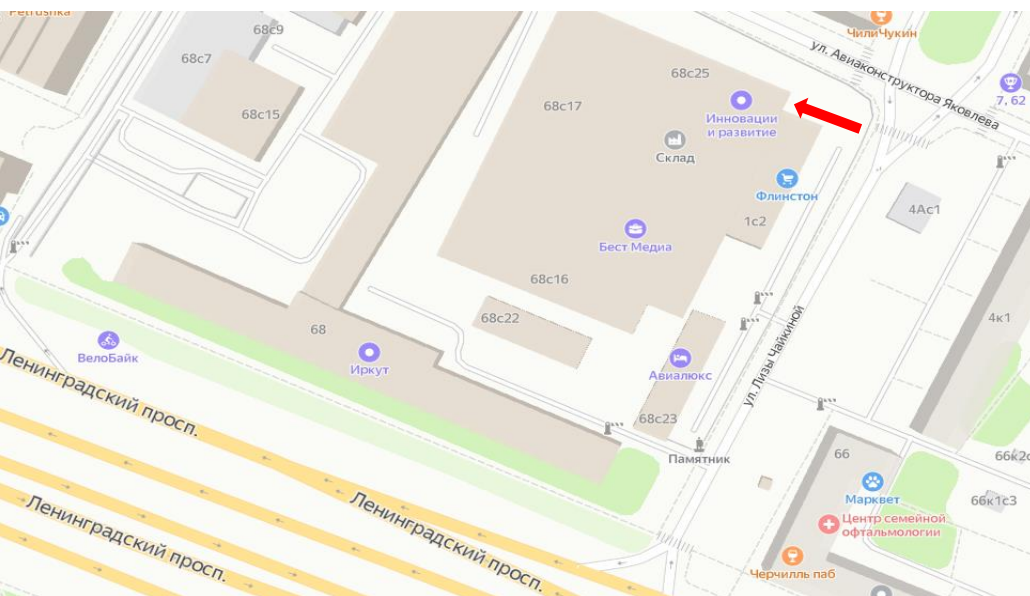 Petrushka
68с9
ЧилиЧукин
ул. Авиаконструктора Яковлева
68с7
68с25
7, 62
68с17
68с15
Инновации
и развитие
Склад
Флинстон
4Ас1
1с2
Бест Медиа
68с16
68с22
4к1
68
ВелоБайк
Иркут
Авиалюкс
ул. Лизы Чайкиной
Ленинградский просп.
68с23
Памятник
66
66к2с
Марквет
66к1с3
Центр семейной
офтальмологии
Ленинградский просп.
Ленинградский просп.
Черчилль паб